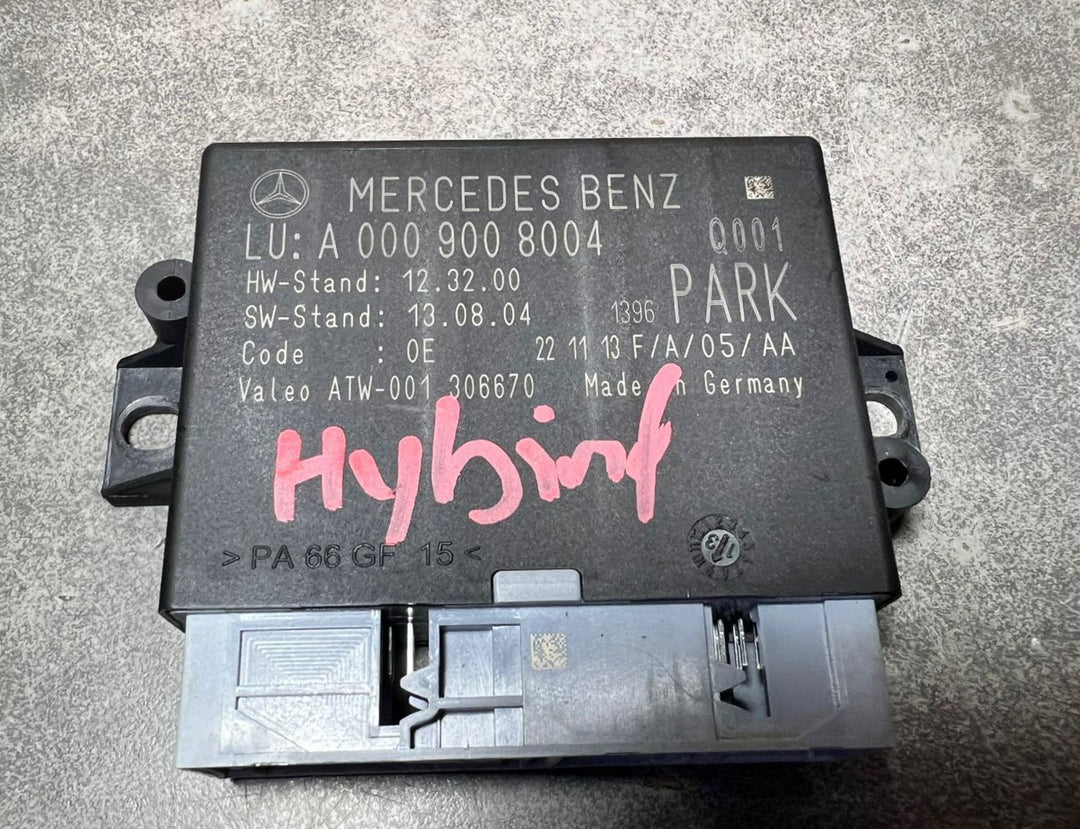 MERCEDES BENZ
LU: A 000 900 8004 Q001
HW-Stand: 12.32.00
SW-Stand: 13.08.04 1396 PARK
Code : 0E 22 11 13 F/A/05/AA
Valeo ATW-001 306670 Made in Germany
> PA 66 GF 15 <